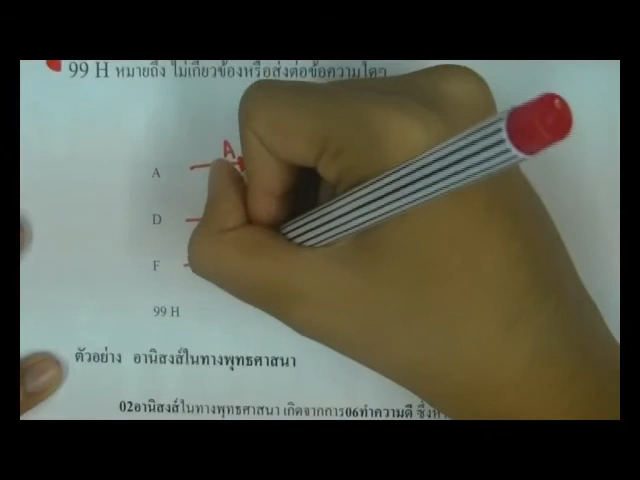 99 H หมายถึง ไม่เกี่ยวข้องหรือส่งต่อข้อความใดๆ
A
A
D
F
99 H
ตัวอย่าง อานิสงส์ในทางพุทธศาสนา
02อานิสงส์ในทางพุทธศาสนา เกิดจากการ06ทำความดี